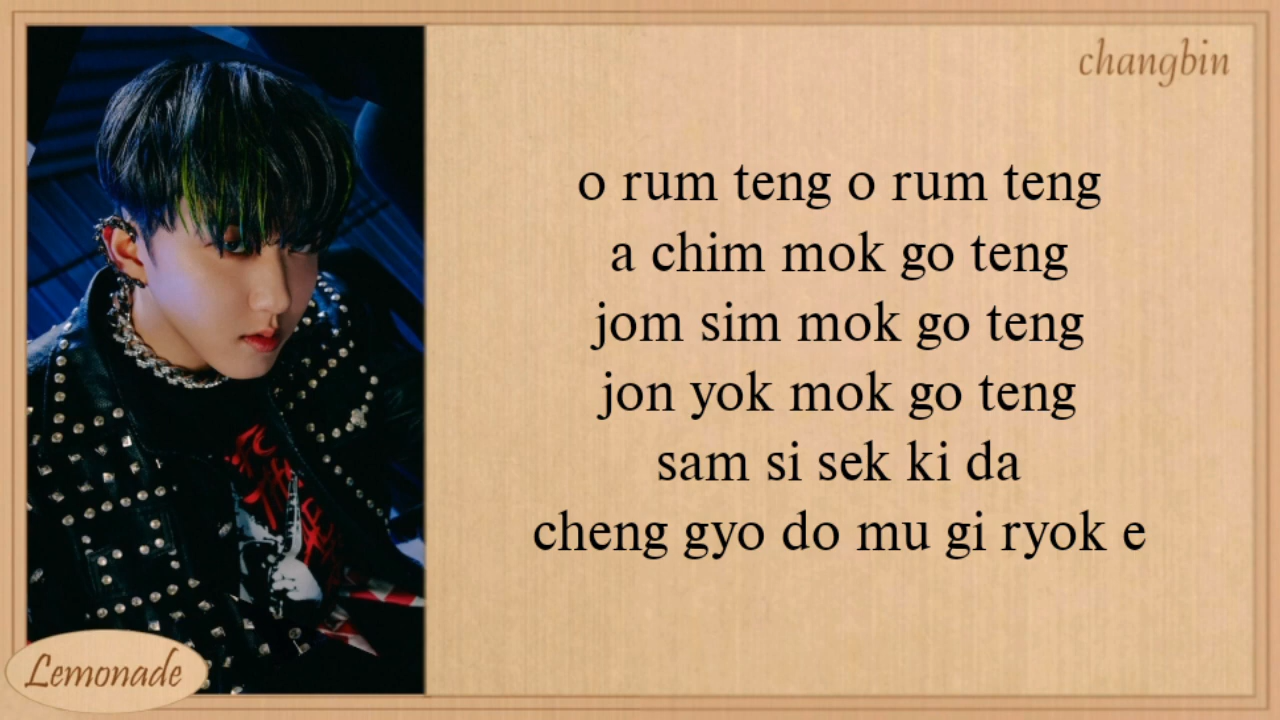 changbin
o rum teng o rum teng
a chim mok go teng
jom sim mok go teng
jon yok mok go teng
sam si sek ki da
cheng gyo do mu gi ryok e
Lemonade